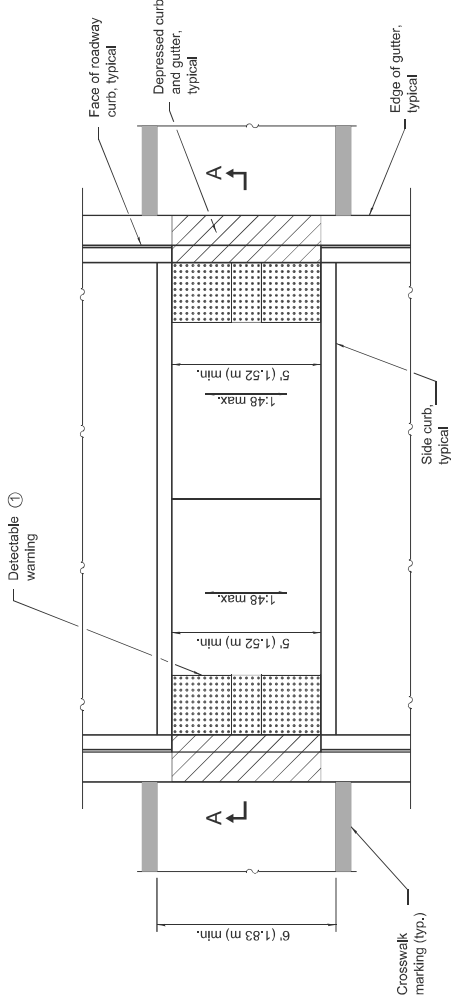 Face of roadway
curb, typical
Depressed curb
and gutter,
typical
Edge of gutter,
typical
A
5' (1.52 m) min.
1:48 max.
Side curb,
typical
Detectable ①
warning
1:48 max.
5' (1.52 m) min.
A
6' (1.83 m) min.
Crosswalk
marking (typ.)